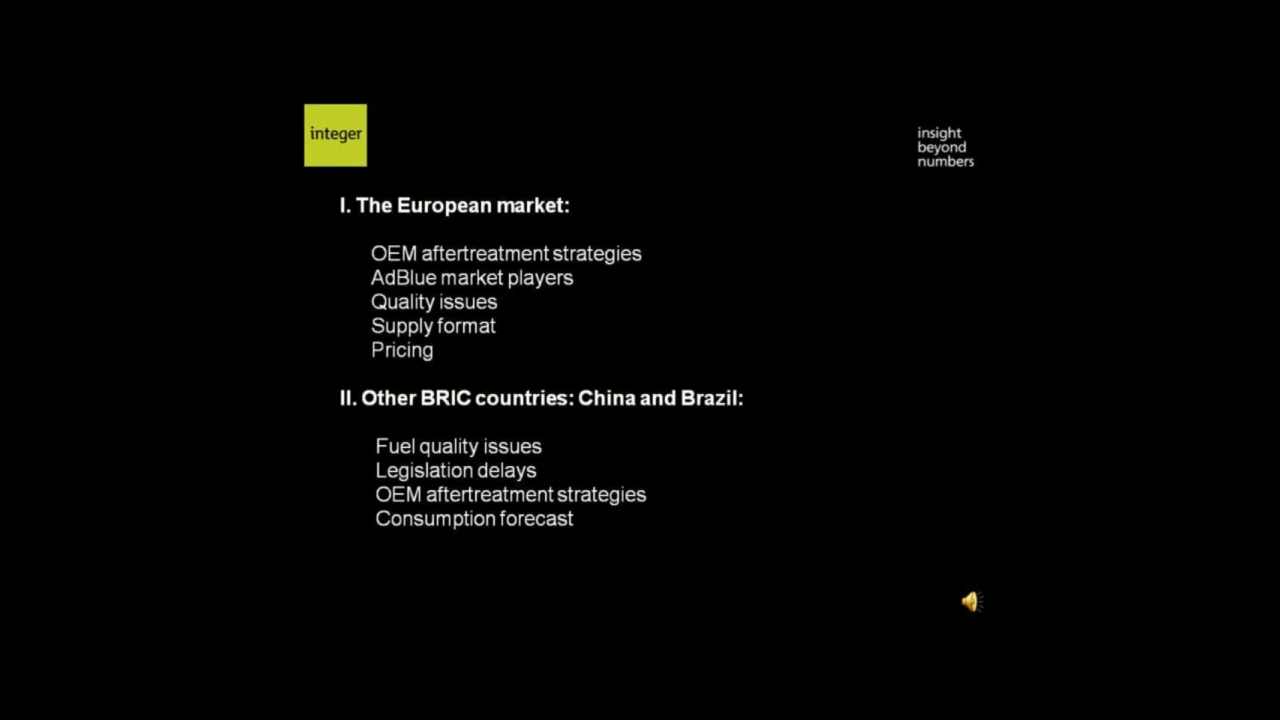 integer
insight
beyond
numbers
I. The European market:
OEM aftertreatment strategies
AdBlue market players
Quality issues
Supply format
Pricing
II. Other BRIC countries: China and Brazil:
Fuel quality issues
Legislation delays
OEM aftertreatment strategies
Consumption forecast